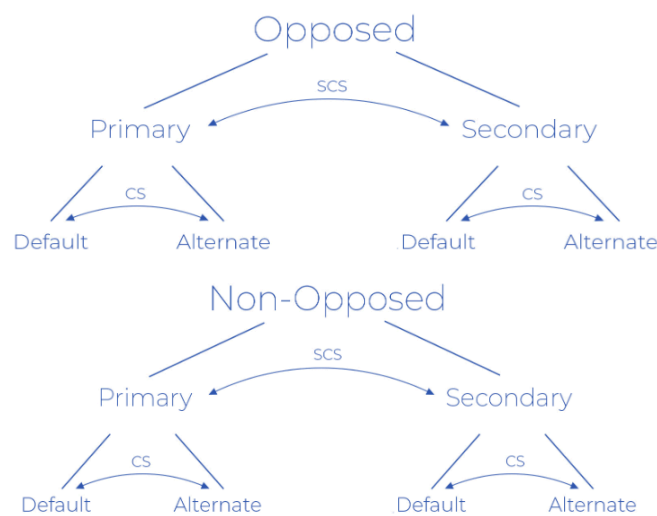 Opposed
SCS
Primary Secondary
CS CS
Default Alternate Default Alternate
Non-Opposed
SCS
Primary Secondary
CS CS
Default Alternate Default Alternate